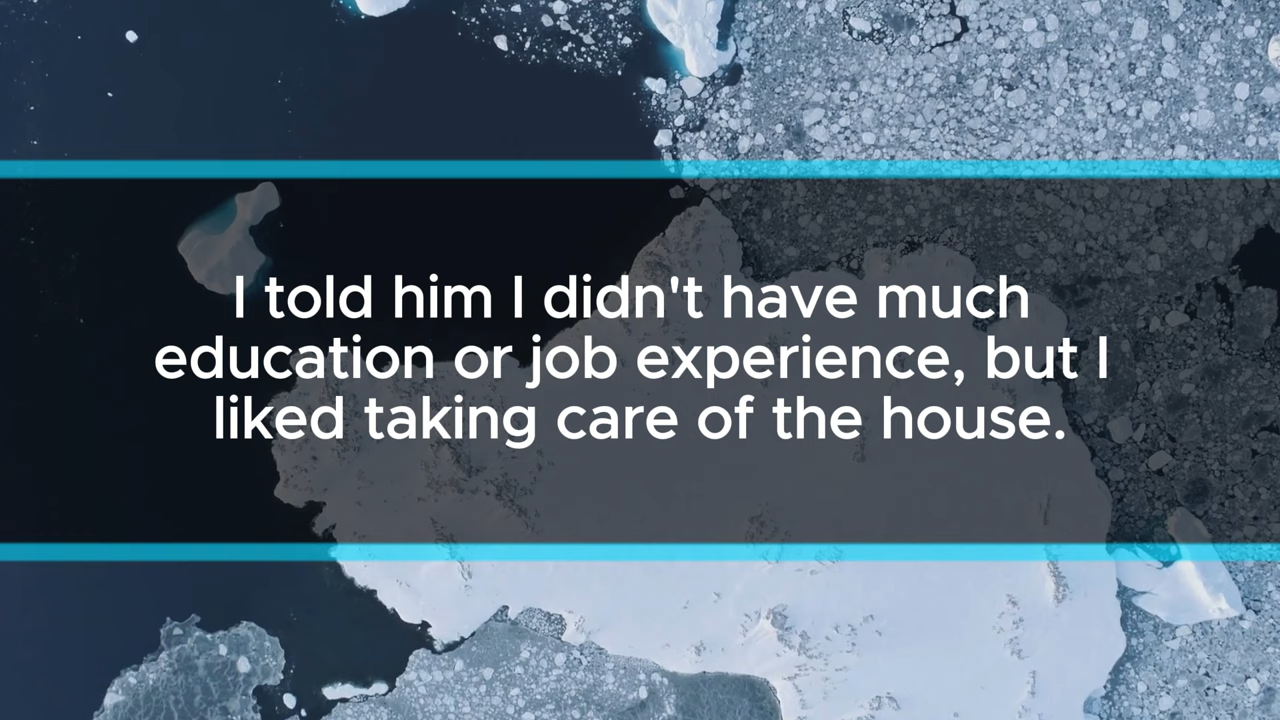 I told him I didn't have much
education or job experience, but I
liked taking care of the house.